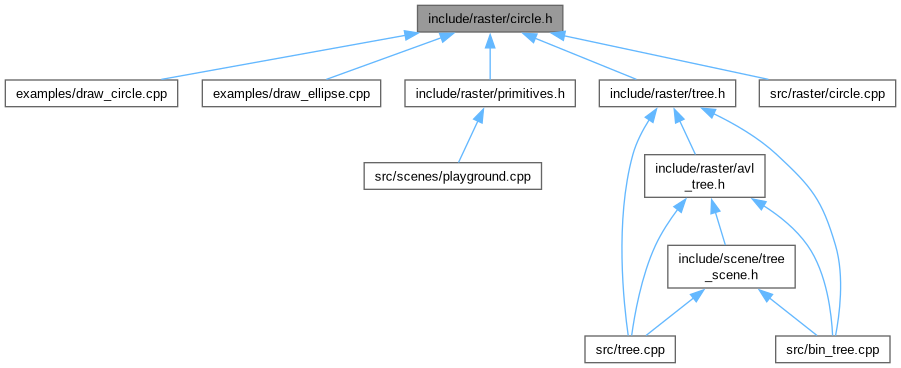 include/raster/circle.h
examples/draw_circle.cpp
examples/draw_ellipse.cpp
include/raster/primitives.h
include/raster/tree.h
src/raster/circle.cpp
src/scenes/playground.cpp
include/raster/avl
_tree.h
include/scene/tree
_scene.h
src/tree.cpp
src/bin_tree.cpp